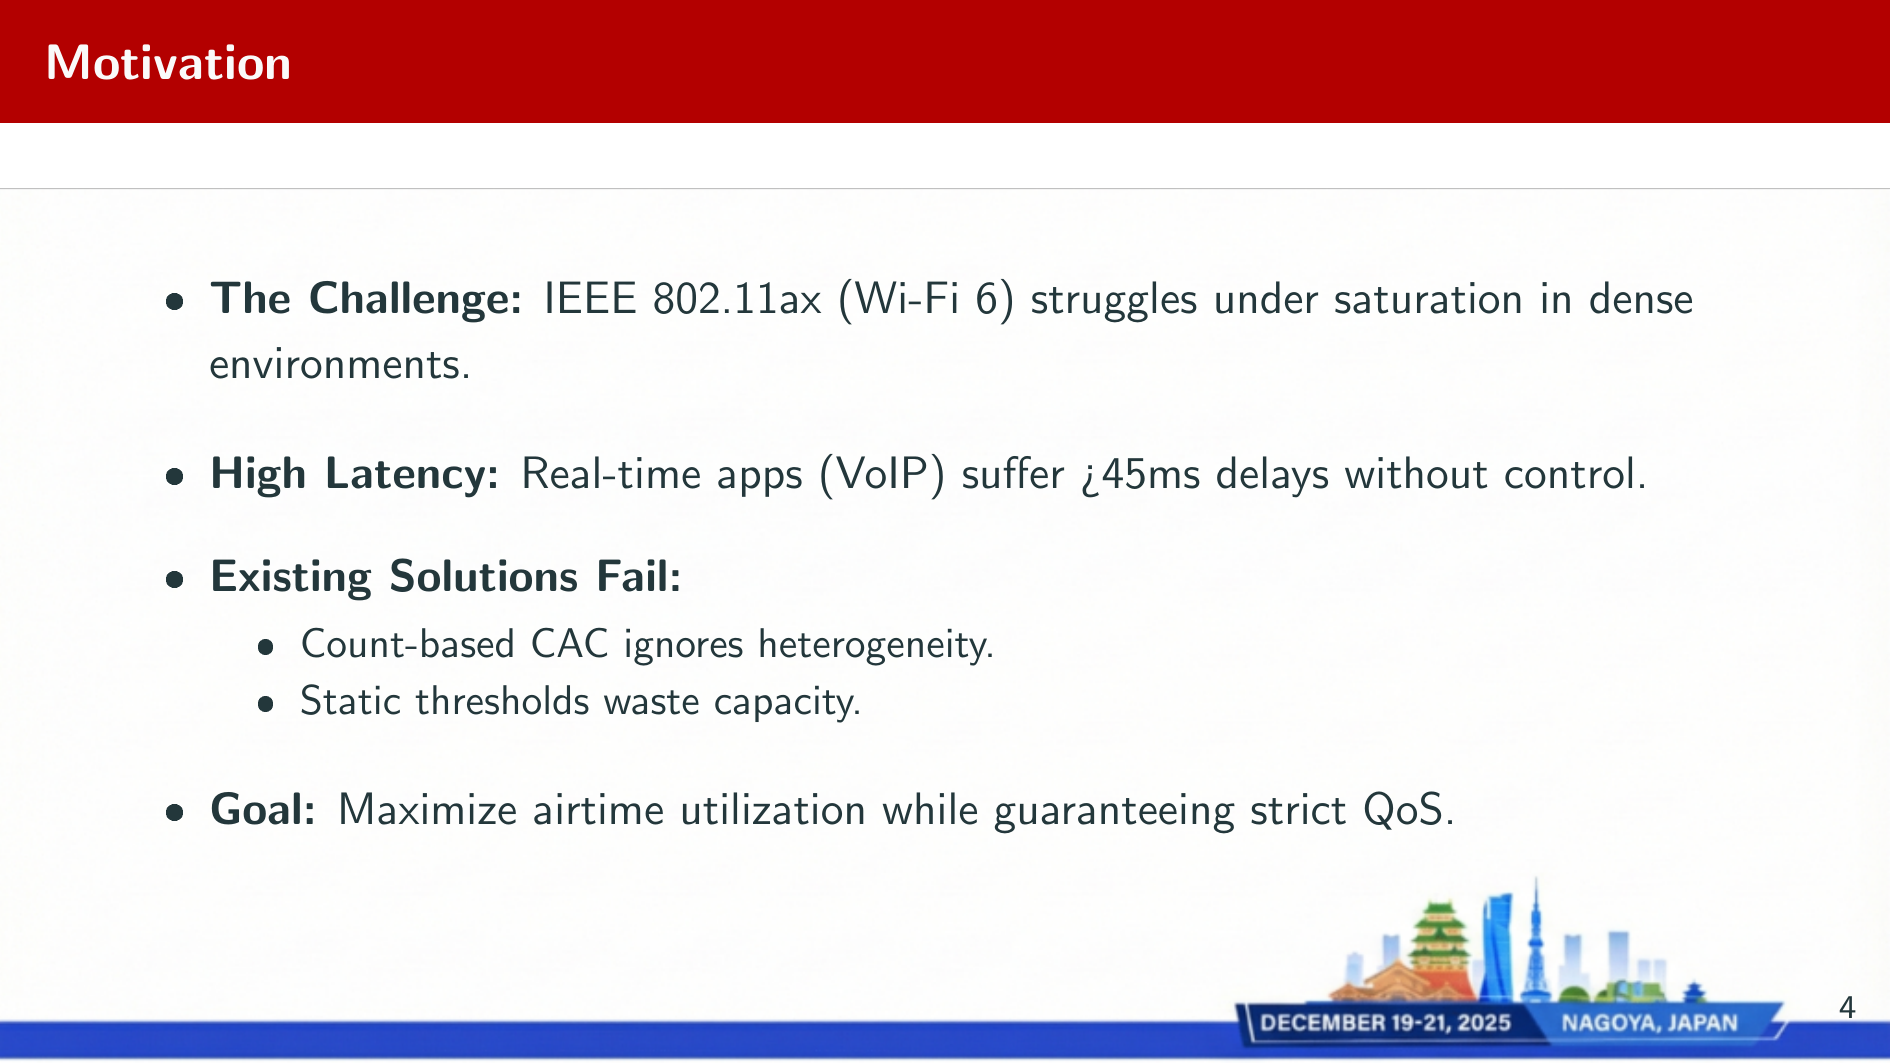 Motivation
• The Challenge: IEEE 802.11ax (Wi-Fi 6) struggles under saturation in dense
environments.
• High Latency: Real-time apps (VoIP) suffer ¿45ms delays without control.
• Existing Solutions Fail:
• Count-based CAC ignores heterogeneity.
• Static thresholds waste capacity.
• Goal: Maximize airtime utilization while guaranteeing strict QoS.
DECEMBER 19-21, 2025 NAGOYA, JAPAN
4